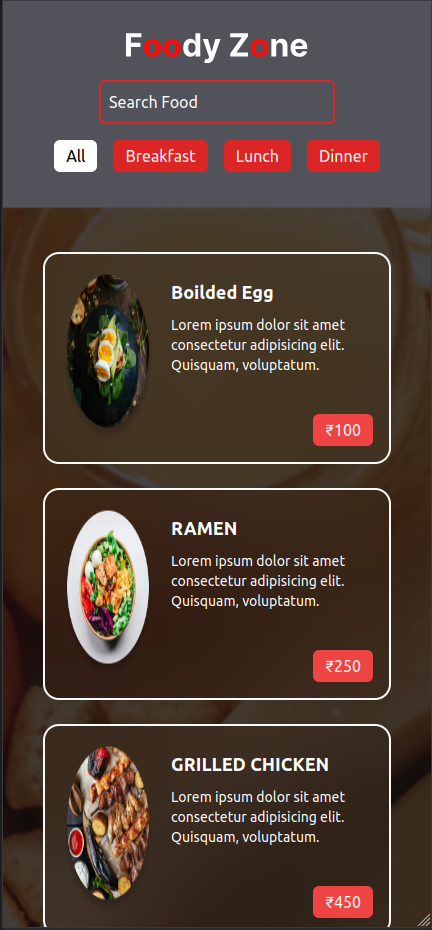 Foody Zone
Search Food
All Breakfast Lunch Dinner
Boilded Egg
Lorem ipsum dolor sit amet
consectetur adipisicing elit.
Quisquam, voluptatum.
₹100
RAMEN
Lorem ipsum dolor sit amet
consectetur adipisicing elit.
Quisquam, voluptatum.
₹250
GRILLED CHICKEN
Lorem ipsum dolor sit amet
consectetur adipisicing elit.
Quisquam, voluptatum.
₹450